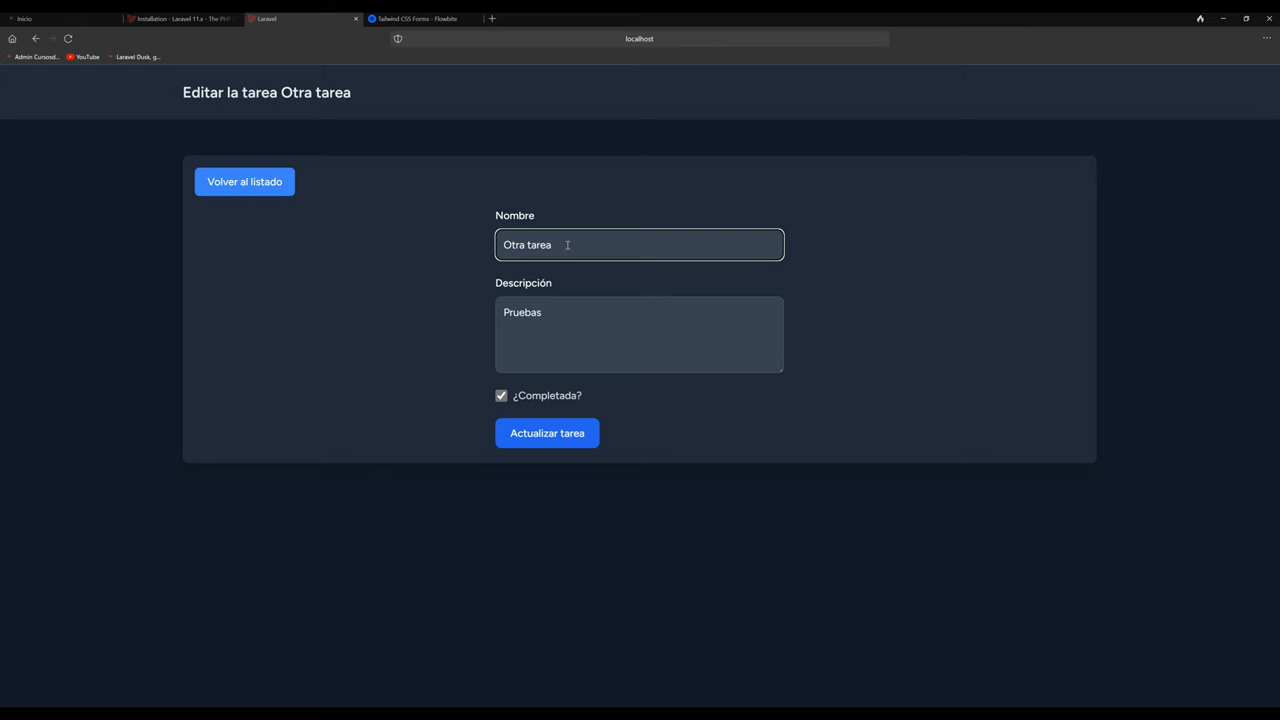 Inicio
Installation - Laravel 11.x - The PHP
Laravel
Tailwind CSS Forms - Flowbite
localhost
Admin Cursosd...
YouTube
Laravel Dusk, g...
Editar la tarea Otra tarea
Volver al listado
Nombre
Otra tarea
Descripción
Pruebas
¿Completada?
Actualizar tarea